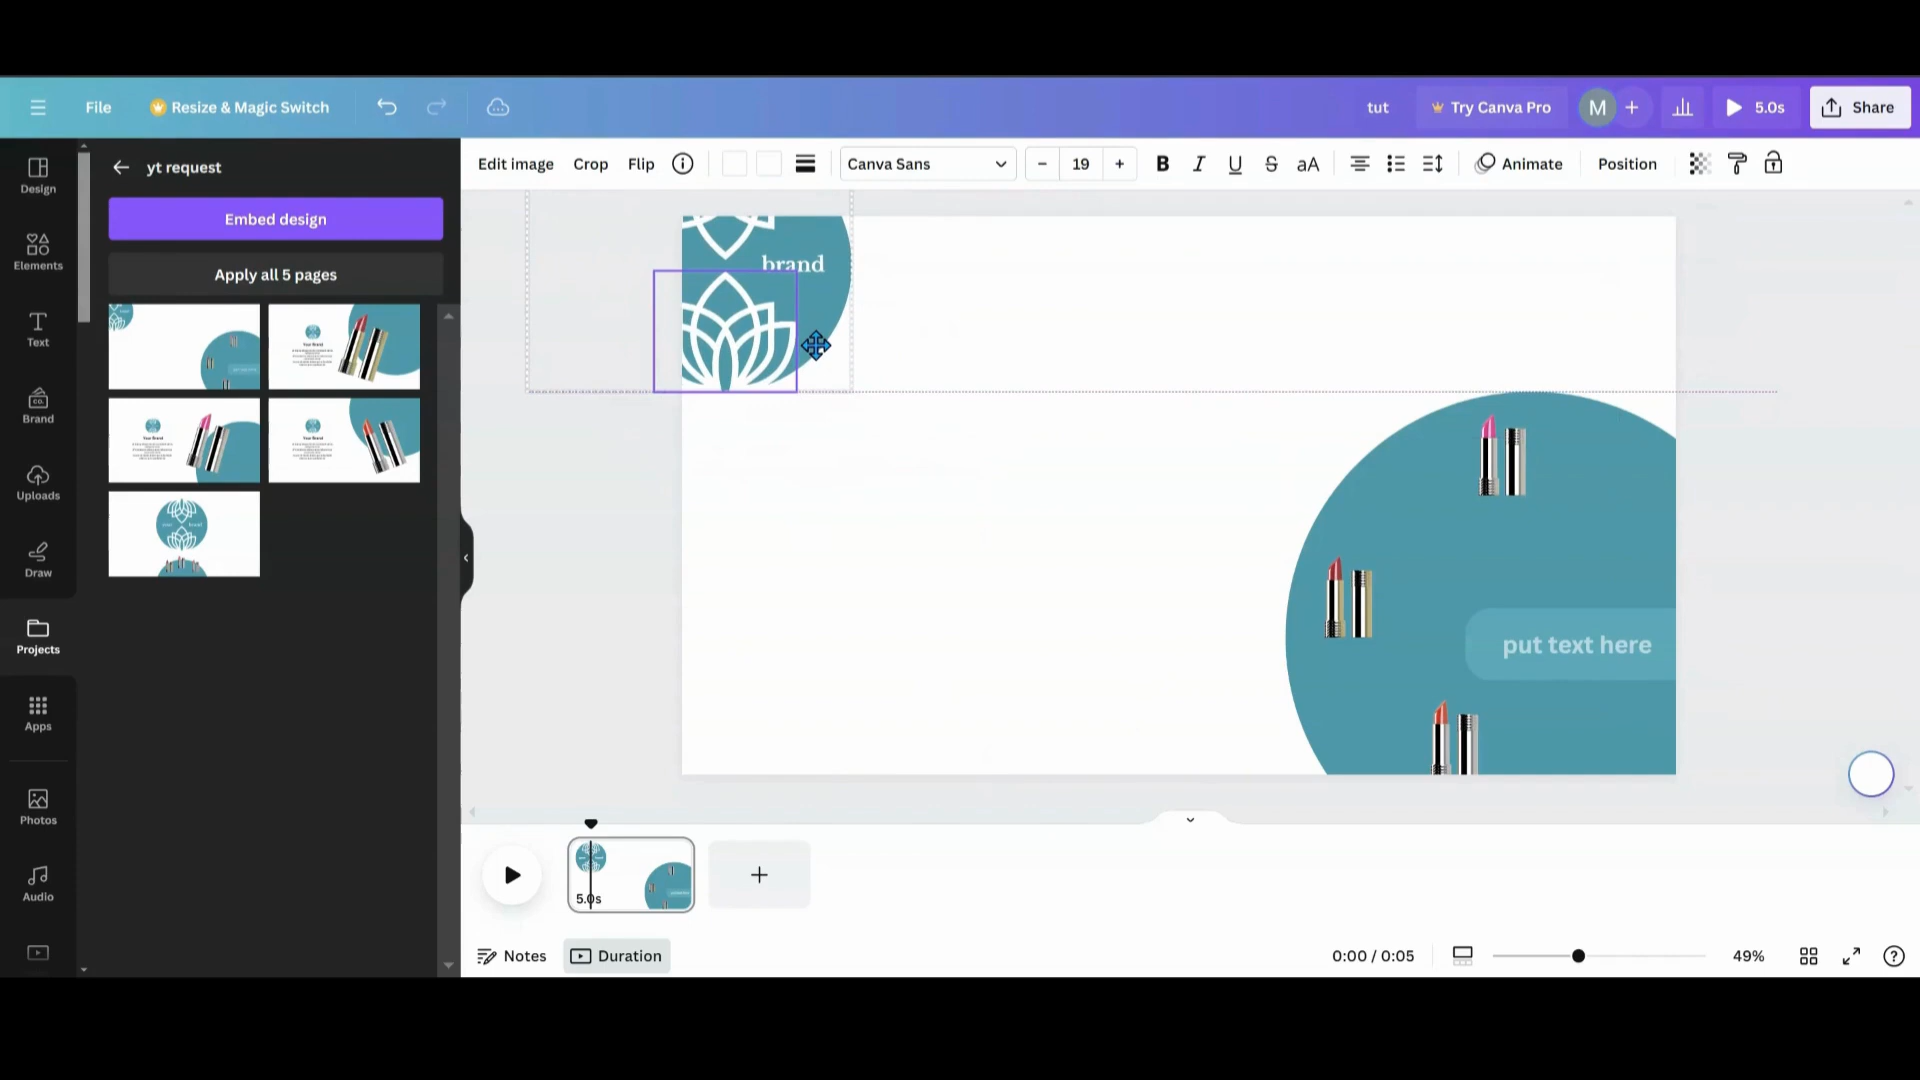 File
Resize & Magic Switch
tut
Try Canva Pro
M
5.0s
Share
Design
Elements
Text
Brand
Uploads
Draw
Projects
Apps
Photos
Audio
yt request
Embed design
Apply all 5 pages
Edit image
Crop
Flip
Canva Sans
19
B
I
U
S
aA
Animate
Position
brand
put text here
5.0s
Notes
Duration
0:00 / 0:05
49%